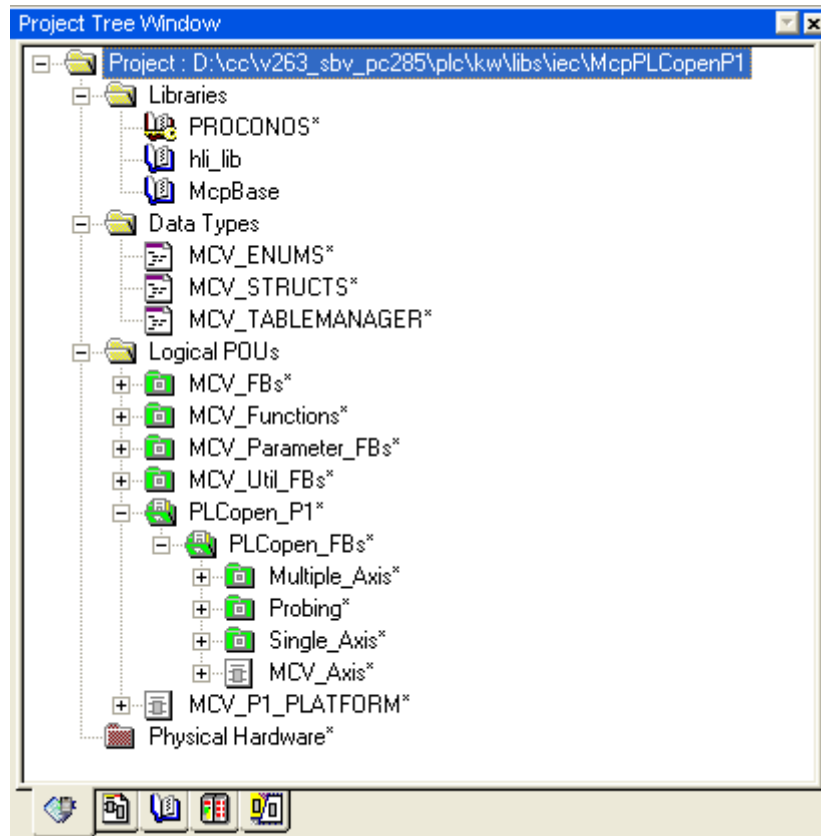 Project Tree Window
Project : D:\cc\v263_sbv_pc285\plc\kw\libs\iec\McpPLCopenP1
Libraries
PROCONOS*
hli_lib
McpBase
Data Types
MCV_ENUMS*
MCV_STRUCTS*
MCV_TABLEMANAGER*
Logical POUs
MCV_FBs*
MCV_Functions*
MCV_Parameter_FBs*
MCV_Util_FBs*
PLCopen_P1*
PLCopen_FBs*
Multiple_Axis*
Probing*
Single_Axis*
MCV_Axis*
MCV_P1_PLATFORM*
Physical Hardware*